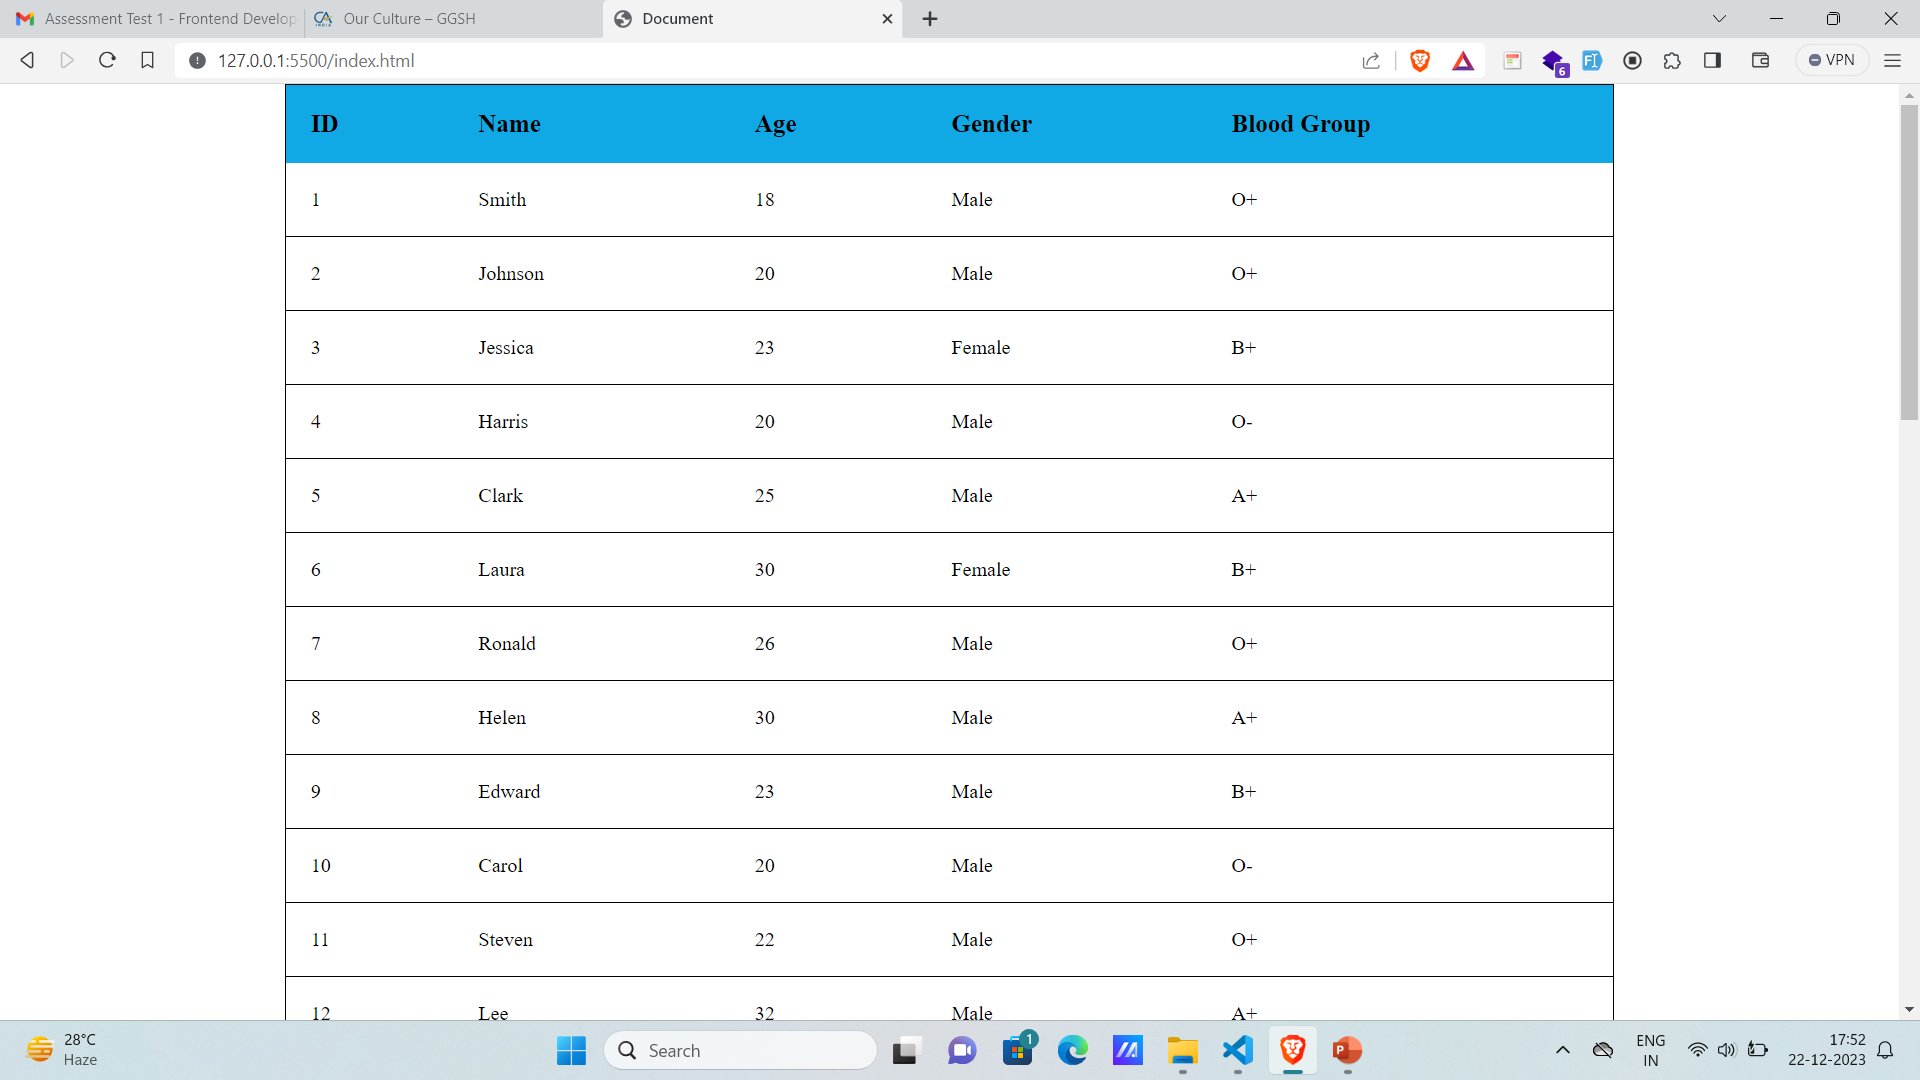 Assessment Test 1 - Frontend Develop
Our Culture – GGSH
Document
127.0.0.1:5500/index.html
6
VPN
ID Name Age Gender Blood Group
1 Smith 18 Male O+
2 Johnson 20 Male O+
3 Jessica 23 Female B+
4 Harris 20 Male O-
5 Clark 25 Male A+
6 Laura 30 Female B+
7 Ronald 26 Male O+
8 Helen 30 Male A+
9 Edward 23 Male B+
10 Carol 20 Male O-
11 Steven 22 Male O+
12 Lee 32 Male A+
28°C
Haze
Search
1
ENG
IN
17:52
22-12-2023